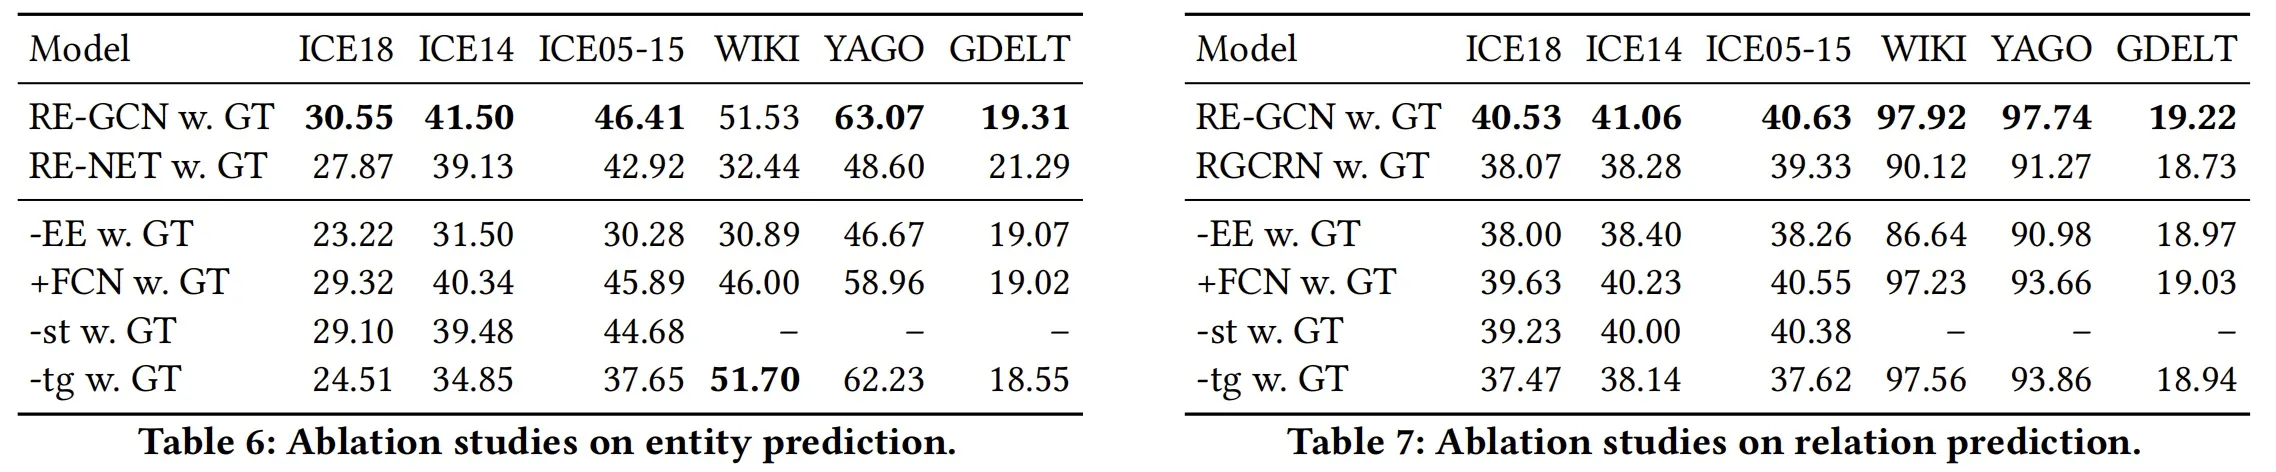 Model ICE18 ICE14 ICE05-15 WIKI YAGO GDELT
RE-GCN w. GT 30.55 41.50 46.41 51.53 63.07 19.31
RE-NET w. GT 27.87 39.13 42.92 32.44 48.60 21.29
-EE w. GT 23.22 31.50 30.28 30.89 46.67 19.07
+FCN w. GT 29.32 40.34 45.89 46.00 58.96 19.02
-st w. GT 29.10 39.48 44.68 – – –
-tg w. GT 24.51 34.85 37.65 51.70 62.23 18.55
Table 6: Ablation studies on entity prediction.
Model ICE18 ICE14 ICE05-15 WIKI YAGO GDELT
RE-GCN w. GT 40.53 41.06 40.63 97.92 97.74 19.22
RGCRN w. GT 38.07 38.28 39.33 90.12 91.27 18.73
-EE w. GT 38.00 38.40 38.26 86.64 90.98 18.97
+FCN w. GT 39.63 40.23 40.55 97.23 93.66 19.03
-st w. GT 39.23 40.00 40.38 – – –
-tg w. GT 37.47 38.14 37.62 97.56 93.86 18.94
Table 7: Ablation studies on relation prediction.